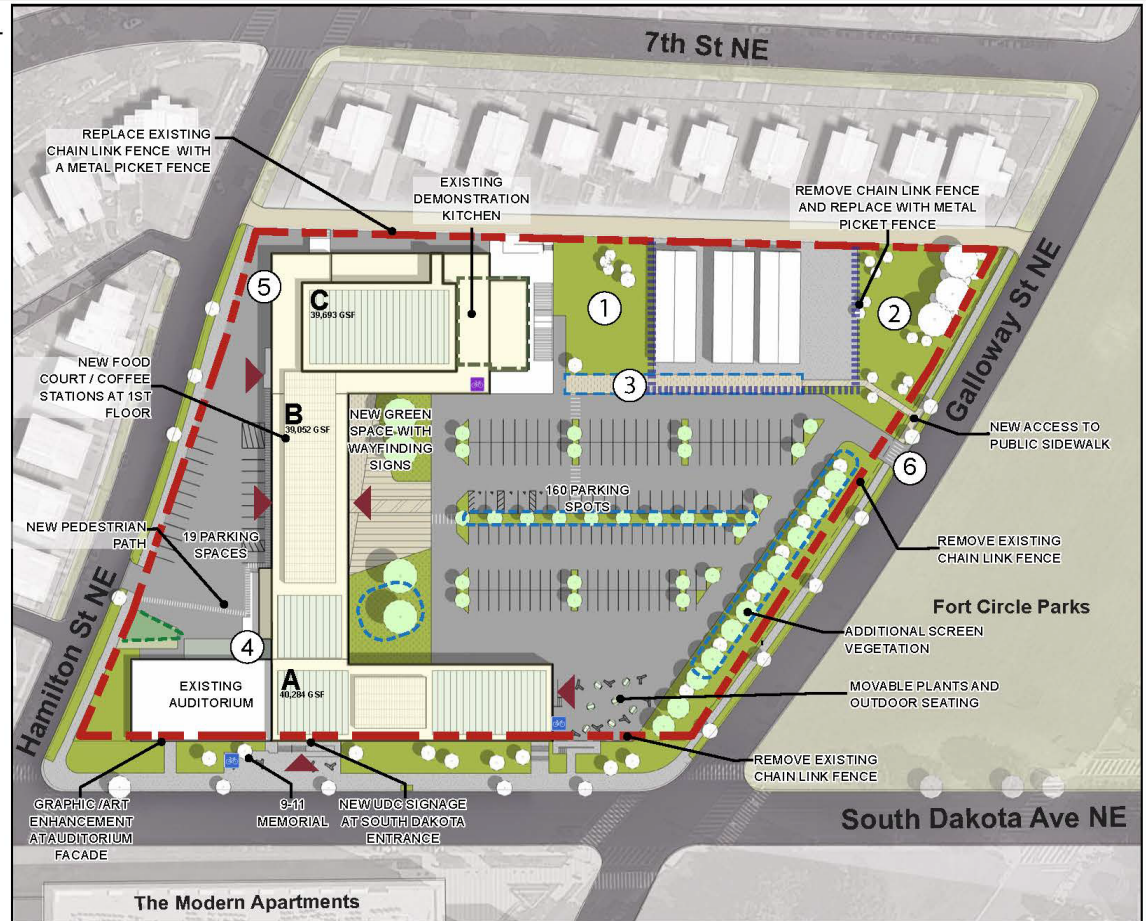 7th St NE
REPLACE EXISTING
CHAIN LINK FENCE WITH
A METAL PICKET FENCE
EXISTING
DEMONSTRATION
KITCHEN
REMOVE CHAIN LINK FENCE
AND REPLACE WITH METAL
PICKET FENCE
5
C
39,693 GSF
1
2
Galloway St NE
NEW FOOD
COURT / COFFEE
STATIONS AT 1ST
FLOOR
B
39,052 GSF
3
NEW GREEN
SPACE WITH
WAYFINDING
SIGNS
NEW ACCESS TO
PUBLIC SIDEWALK
6
160 PARKING
SPOTS
NEW PEDESTRIAN
PATH
19 PARKING
SPACES
REMOVE EXISTING
CHAIN LINK FENCE
Fort Circle Parks
Hamilton St NE
4
ADDITIONAL SCREEN
VEGETATION
EXISTING
AUDITORIUM
A
40,284 GSF
MOVABLE PLANTS AND
OUTDOOR SEATING
REMOVE EXISTING
CHAIN LINK FENCE
GRAPHIC /ART
ENHANCEMENT
AT AUDITORIUM
FACADE
9-11
MEMORIAL
NEW UDC SIGNAGE
AT SOUTH DAKOTA
ENTRANCE
South Dakota Ave NE
The Modern Apartments